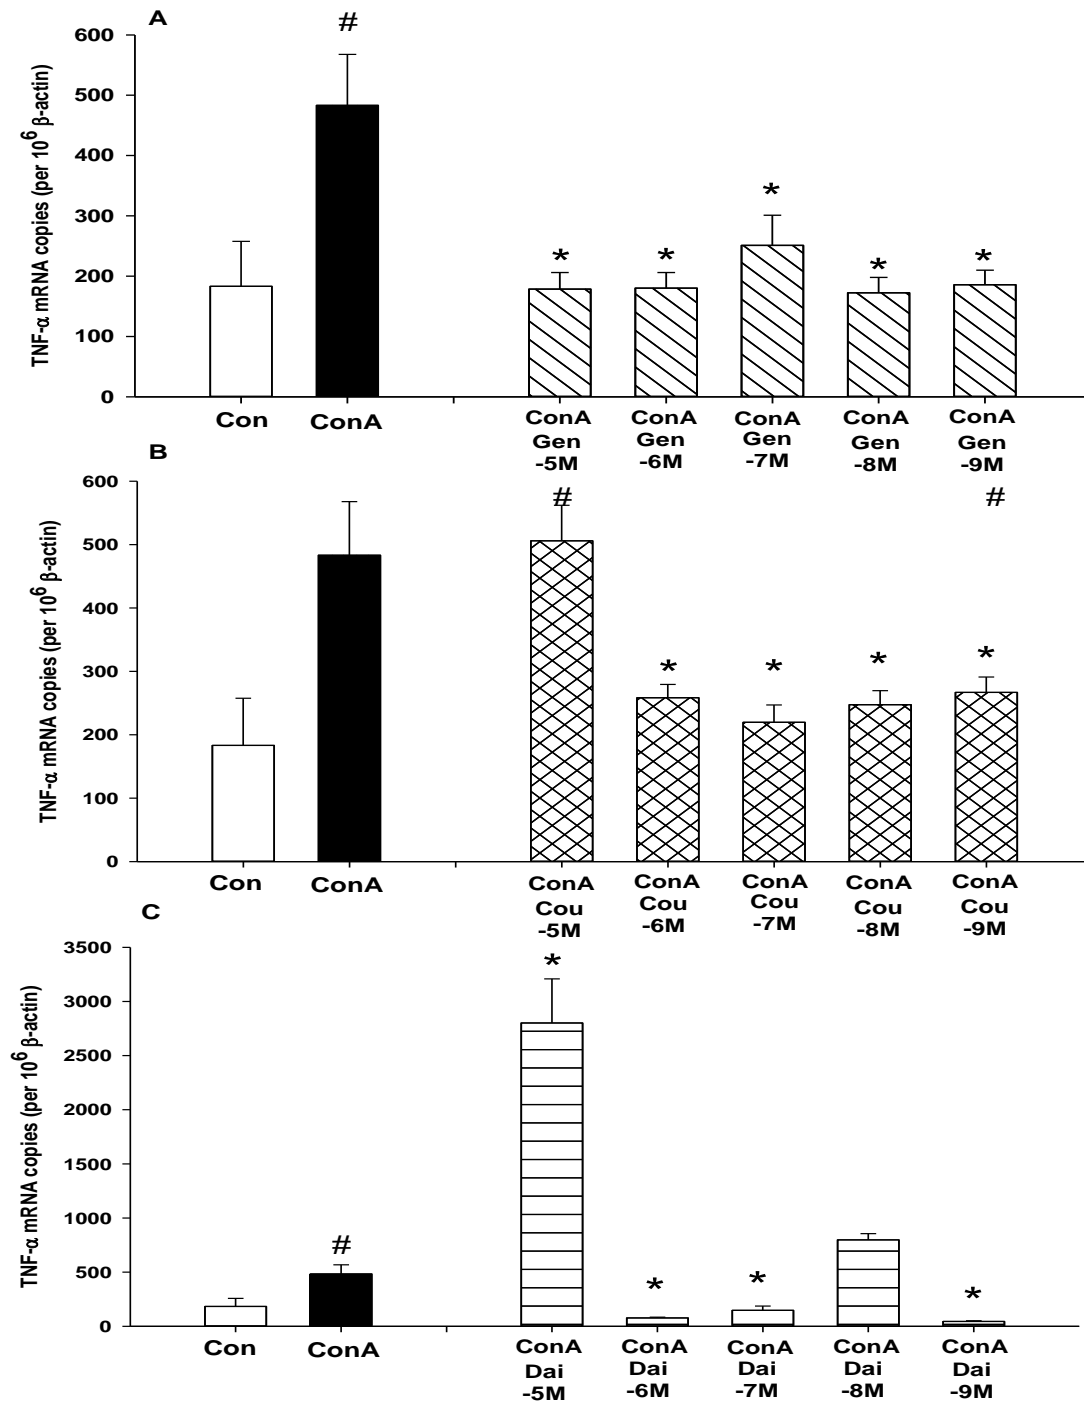 A
#
600
500
400
300
200
100
0
TNF-α mRNA copies (per 10⁶ β-actin)
*
* * * *
Con ConA ConA ConA ConA ConA ConA
Gen Gen Gen Gen Gen
-5M -6M -7M -8M -9M
B
# #
600
500
400
300
200
100
0
TNF-α mRNA copies (per 10⁶ β-actin)
* * * *
Con ConA ConA ConA ConA ConA ConA
Cou Cou Cou Cou Cou
-5M -6M -7M -8M -9M
C
*
3500
3000
2500
2000
1500
1000
500
0
TNF-α mRNA copies (per 10⁶ β-actin)
# * * *
Con ConA ConA ConA ConA ConA ConA
Dai Dai Dai Dai Dai
-5M -6M -7M -8M -9M